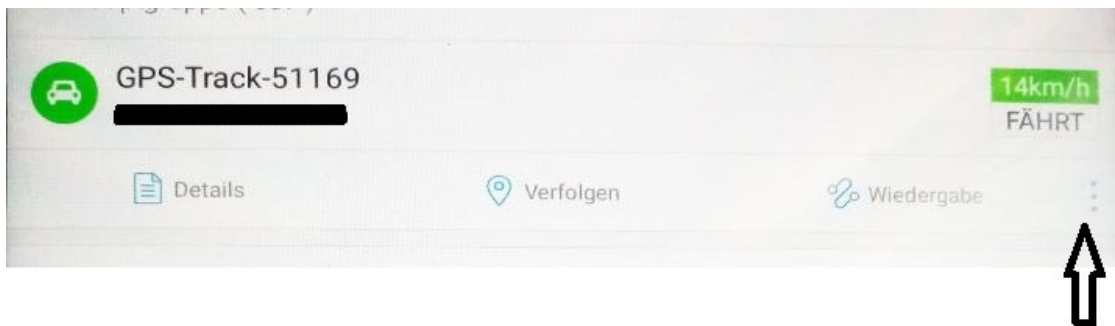 GPS-Track-51169
14km/h
FÄHRT
Details
Verfolgen
Wiedergabe